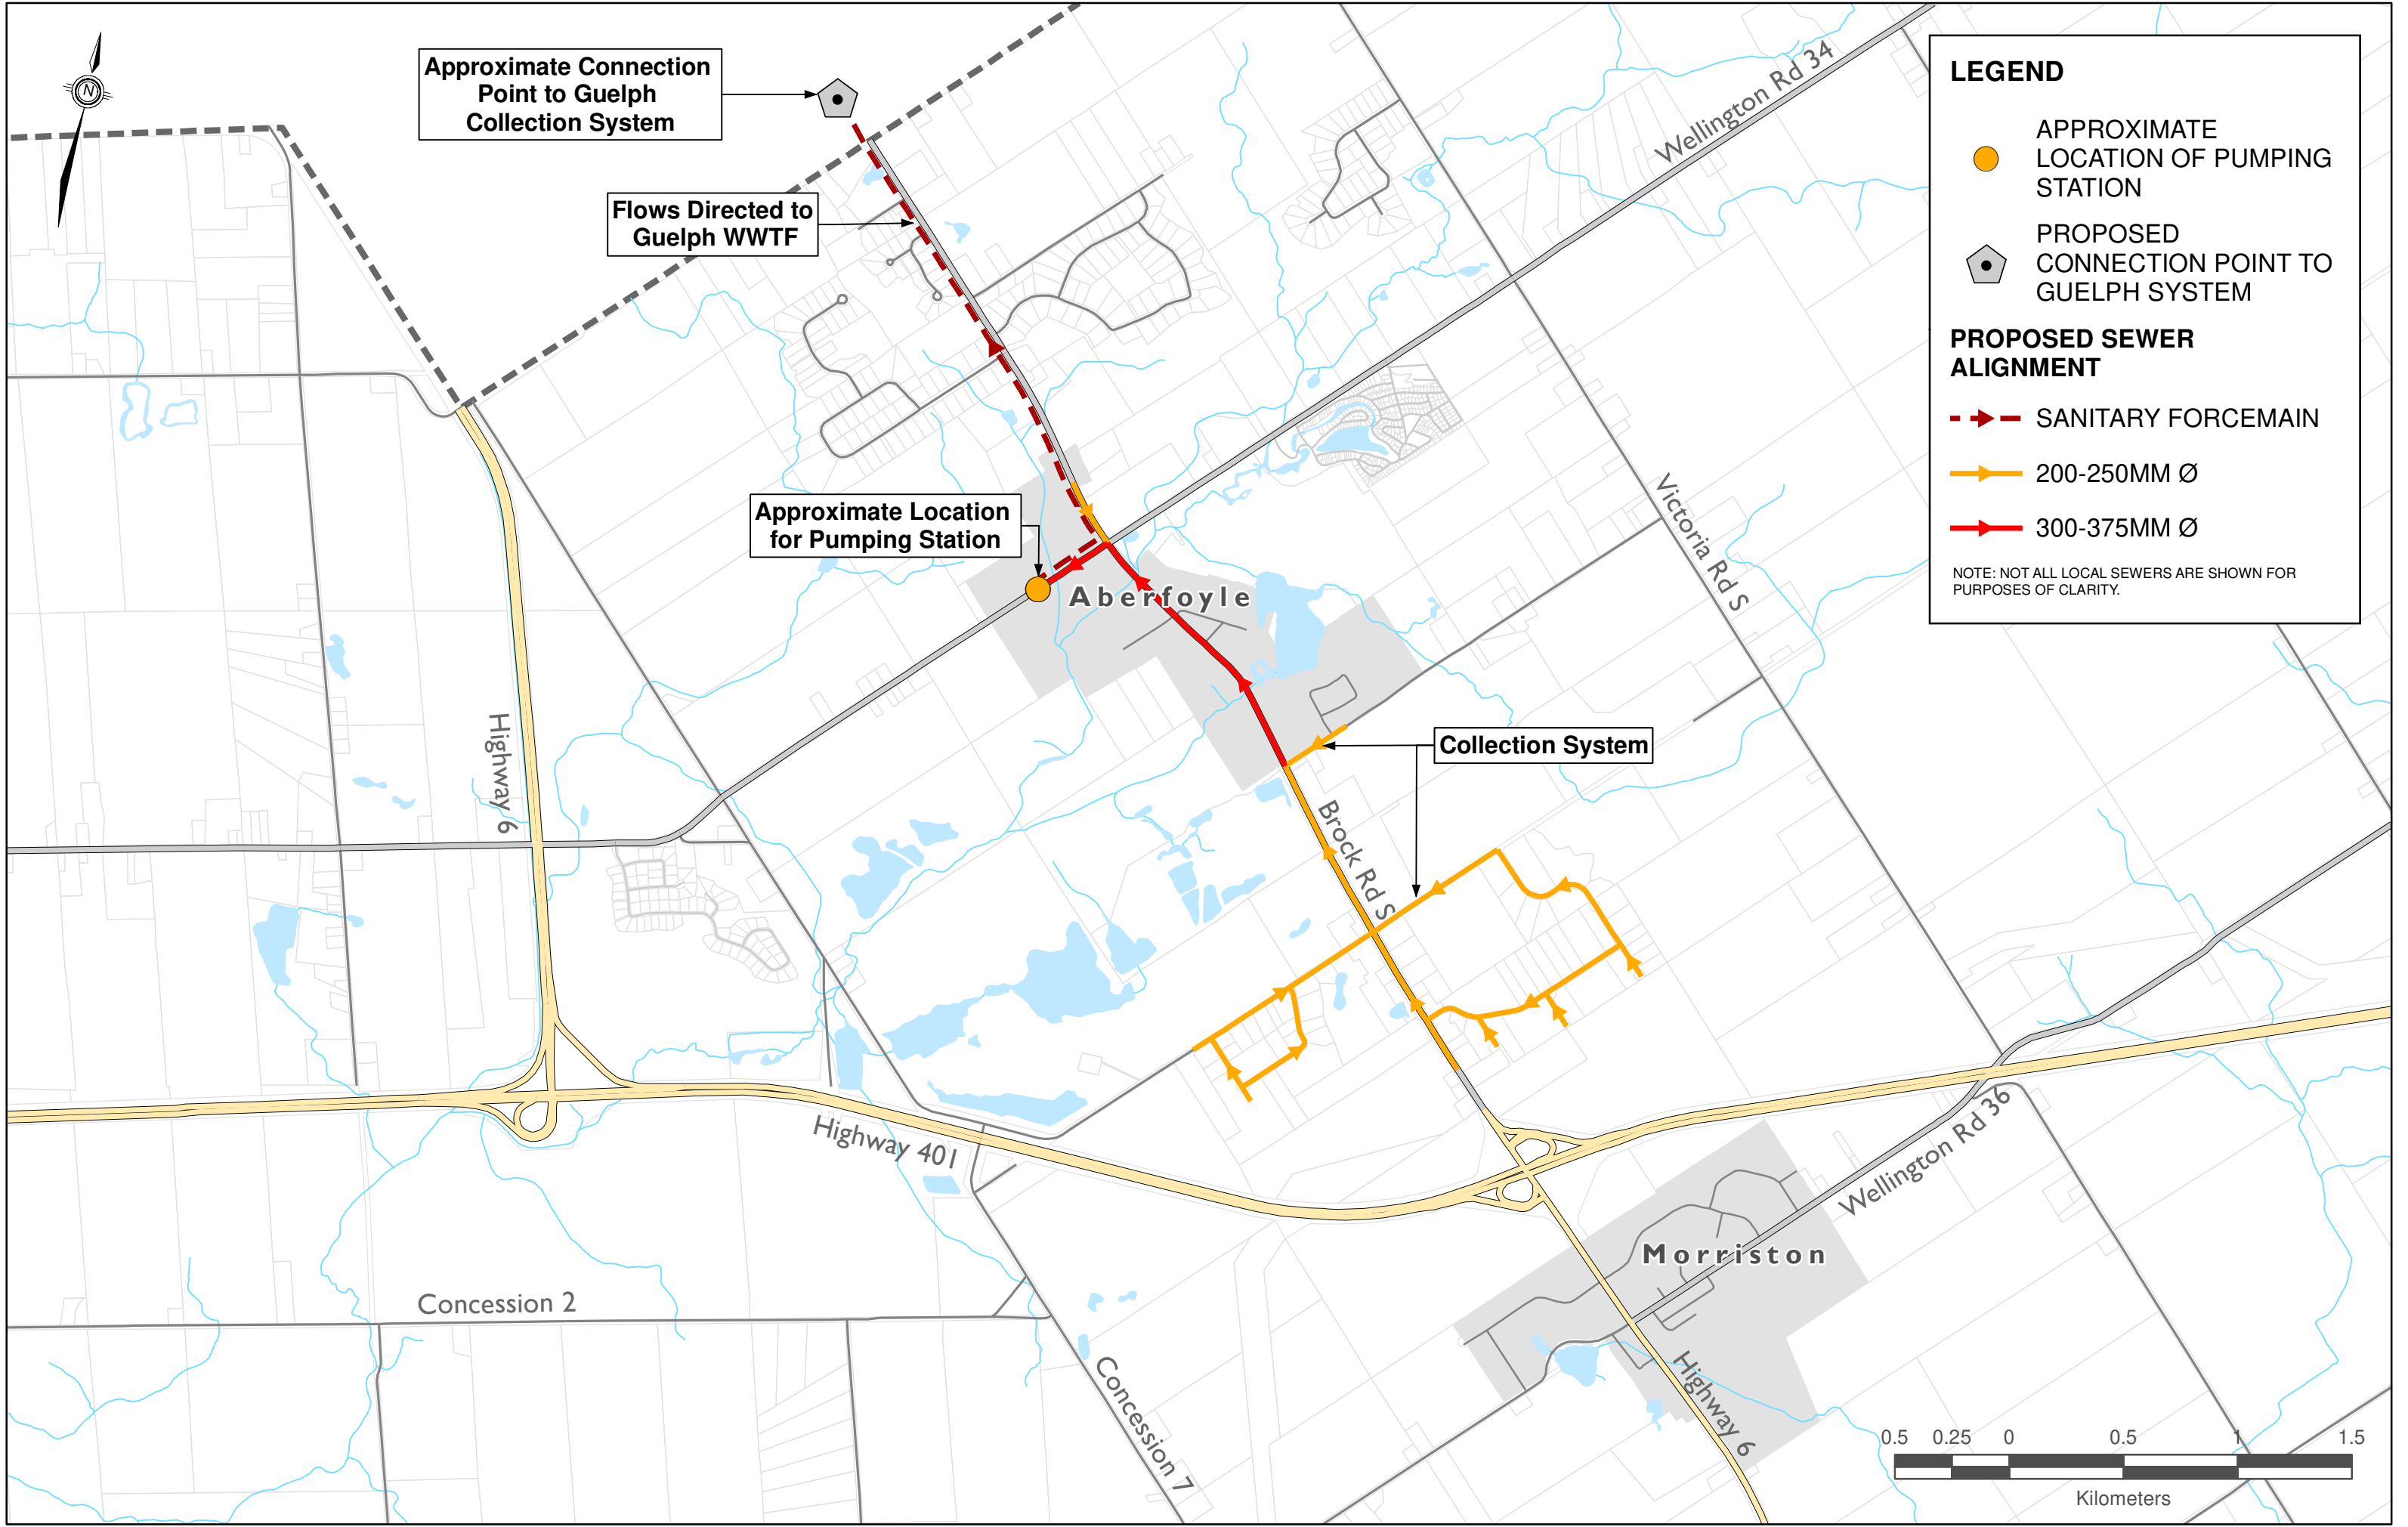 N
Approximate Connection
Point to Guelph
Collection System
Flows Directed to
Guelph WWTF
Approximate Location
for Pumping Station
Collection System
Wellington Rd 34
Victoria Rd S
Aberfoyle
Highway 6
Brock Rd S
Highway 401
Wellington Rd 36
Morriston
Concession 2
Concession 7
Highway 6
LEGEND
APPROXIMATE
LOCATION OF PUMPING
STATION
PROPOSED
CONNECTION POINT TO
GUELPH SYSTEM
PROPOSED SEWER
ALIGNMENT
SANITARY FORCEMAIN
200-250MM Ø
300-375MM Ø
NOTE: NOT ALL LOCAL SEWERS ARE SHOWN FOR
PURPOSES OF CLARITY.
0.5 0.25 0 0.5 1 1.5
Kilometers